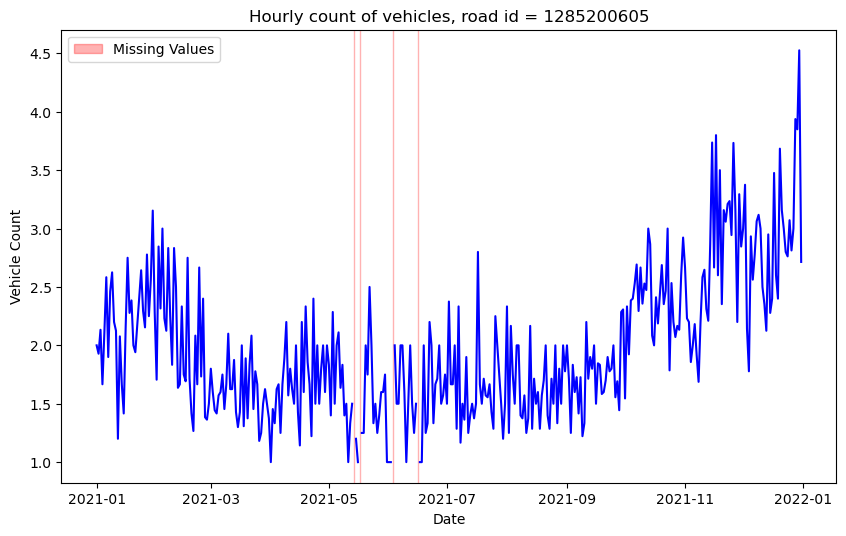 Hourly count of vehicles, road id = 1285200605
Missing Values
Vehicle Count
4.5
4.0
3.5
3.0
2.5
2.0
1.5
1.0
2021-01 2021-03 2021-05 2021-07 2021-09 2021-11 2022-01
Date